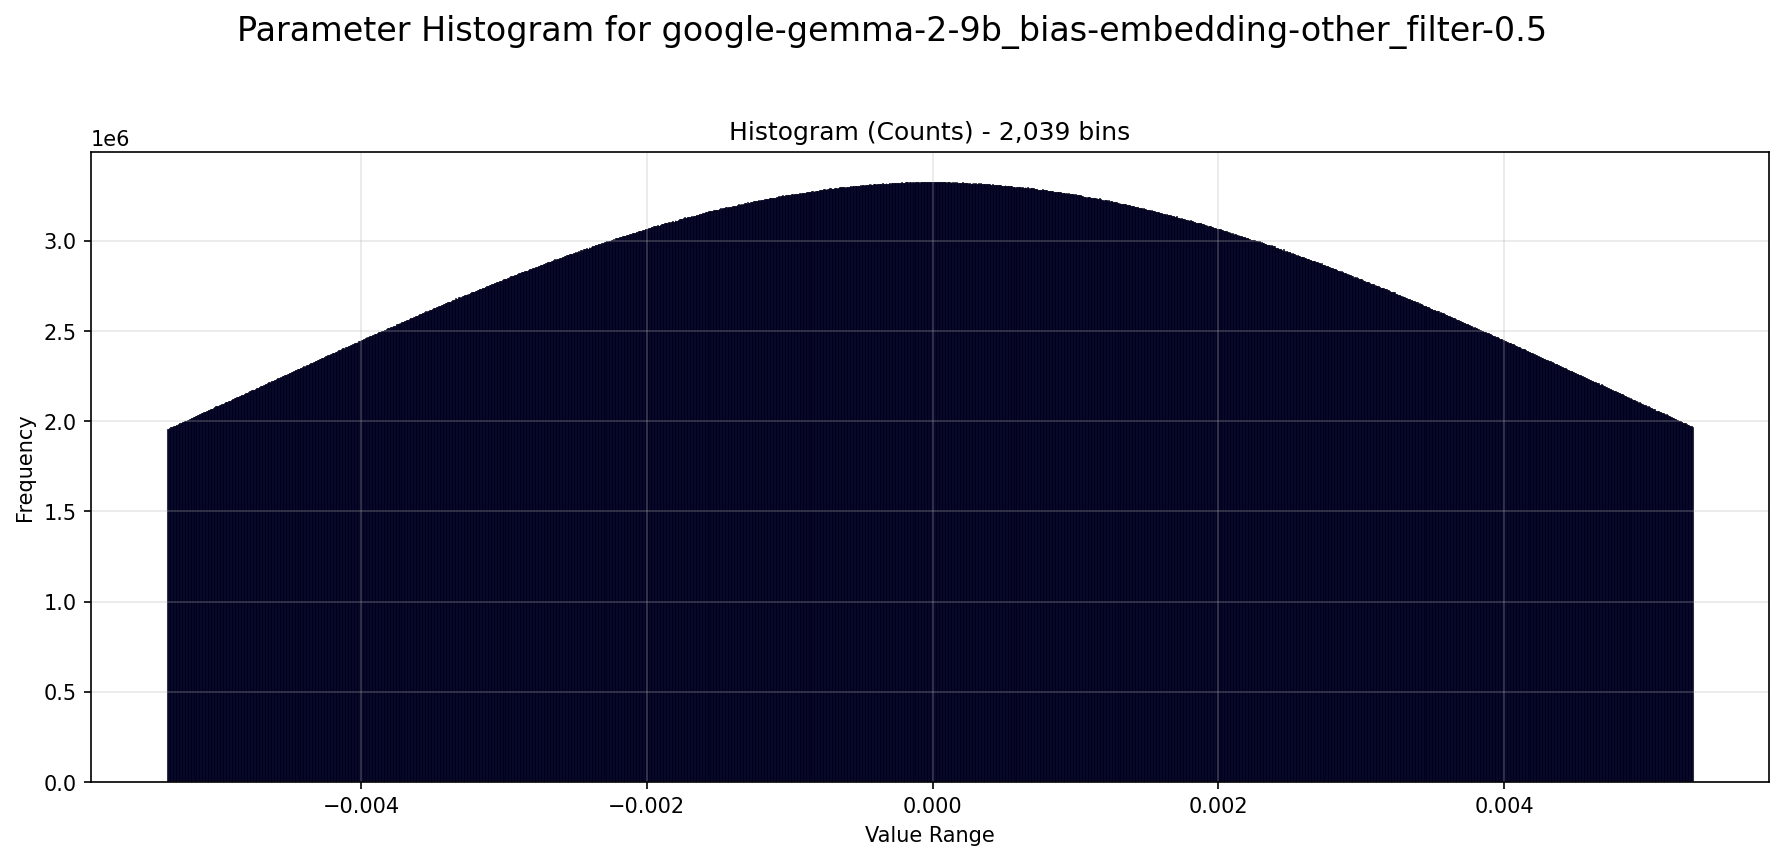 Parameter Histogram for google-gemma-2-9b_bias-embedding-other_filter-0.5
Histogram (Counts) - 2,039 bins
1e6
3.0
2.5
2.0
1.5
1.0
0.5
0.0
Frequency
−0.004 −0.002 0.000 0.002 0.004
Value Range